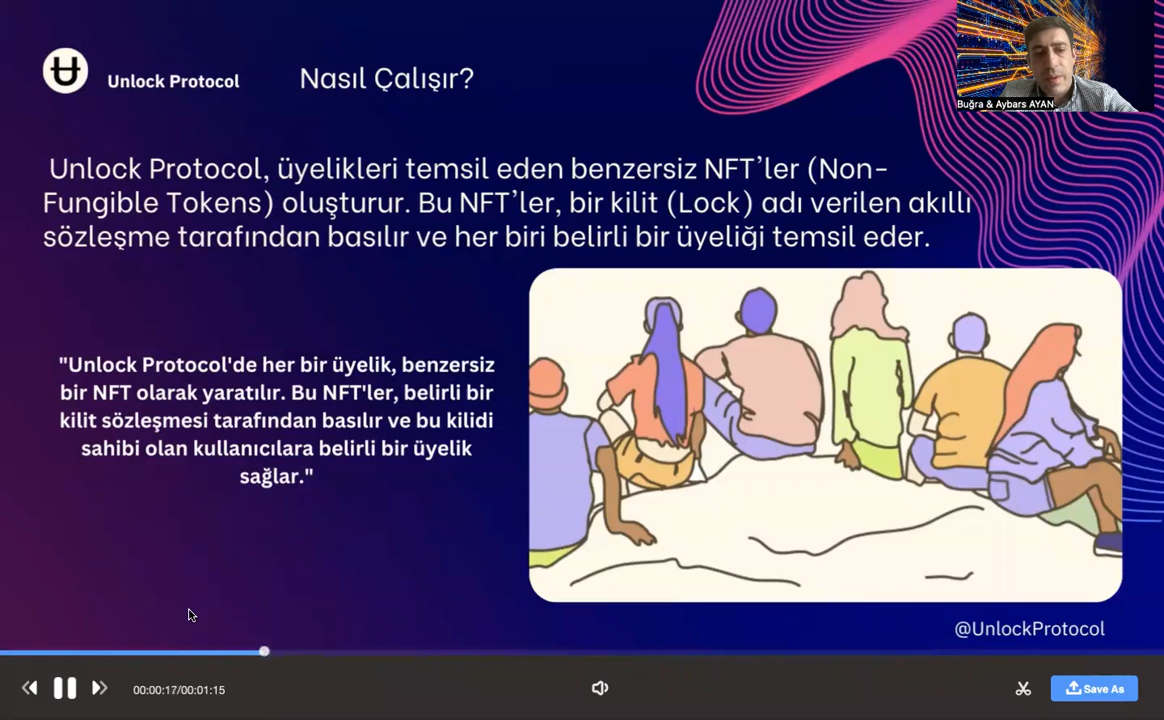 Unlock Protocol
Nasıl Çalışır?
Buğra & Aybars AYAN
Unlock Protocol, üyelikleri temsil eden benzersiz NFT'ler (Non-
Fungible Tokens) oluşturur. Bu NFT'ler, bir kilit (Lock) adı verilen akıllı
sözleşme tarafından basılır ve her biri belirli bir üyeliği temsil eder.
"Unlock Protocol'de her bir üyelik, benzersiz
bir NFT olarak yaratılır. Bu NFT'ler, belirli bir
kilit sözleşmesi tarafından basılır ve bu kilidi
sahibi olan kullanıcılara belirli bir üyelik
sağlar."
@UnlockProtocol
00:00:17/00:01:15
Save As